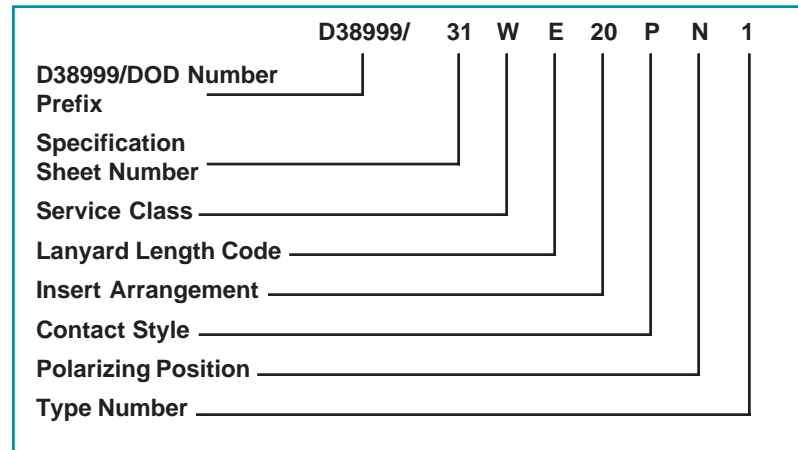 D38999/ 31 W E 20 P N 1
D38999/DOD Number
Prefix
Specification
Sheet Number
Service Class
Lanyard Length Code
Insert Arrangement
Contact Style
Polarizing Position
Type Number